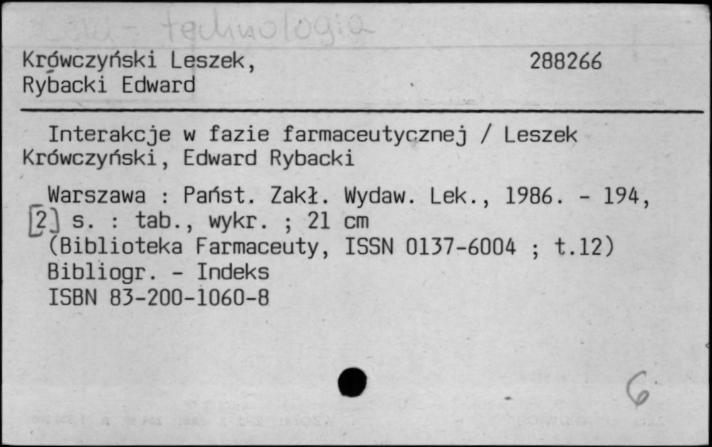 technologia
Krówczyński Leszek, 288266
Rybacki Edward
Interakcje w fazie farmaceutycznej / Leszek
Krówczyński, Edward Rybacki
Warszawa : Państ. Zakł. Wydaw. Lek., 1986. - 194,
[2] s. : tab., wykr. ; 21 cm
(Biblioteka Farmaceuty, ISSN 0137-6004 ; t.12)
Bibliogr. - Indeks
ISBN 83-200-1060-8
6